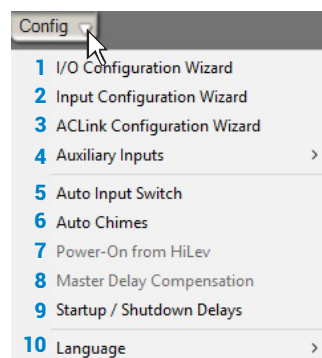 Config
1 I/O Configuration Wizard
2 Input Configuration Wizard
3 ACLink Configuration Wizard
4 Auxiliary Inputs >
5 Auto Input Switch
6 Auto Chimes
7 Power-On from HiLev
8 Master Delay Compensation
9 Startup / Shutdown Delays
10 Language >